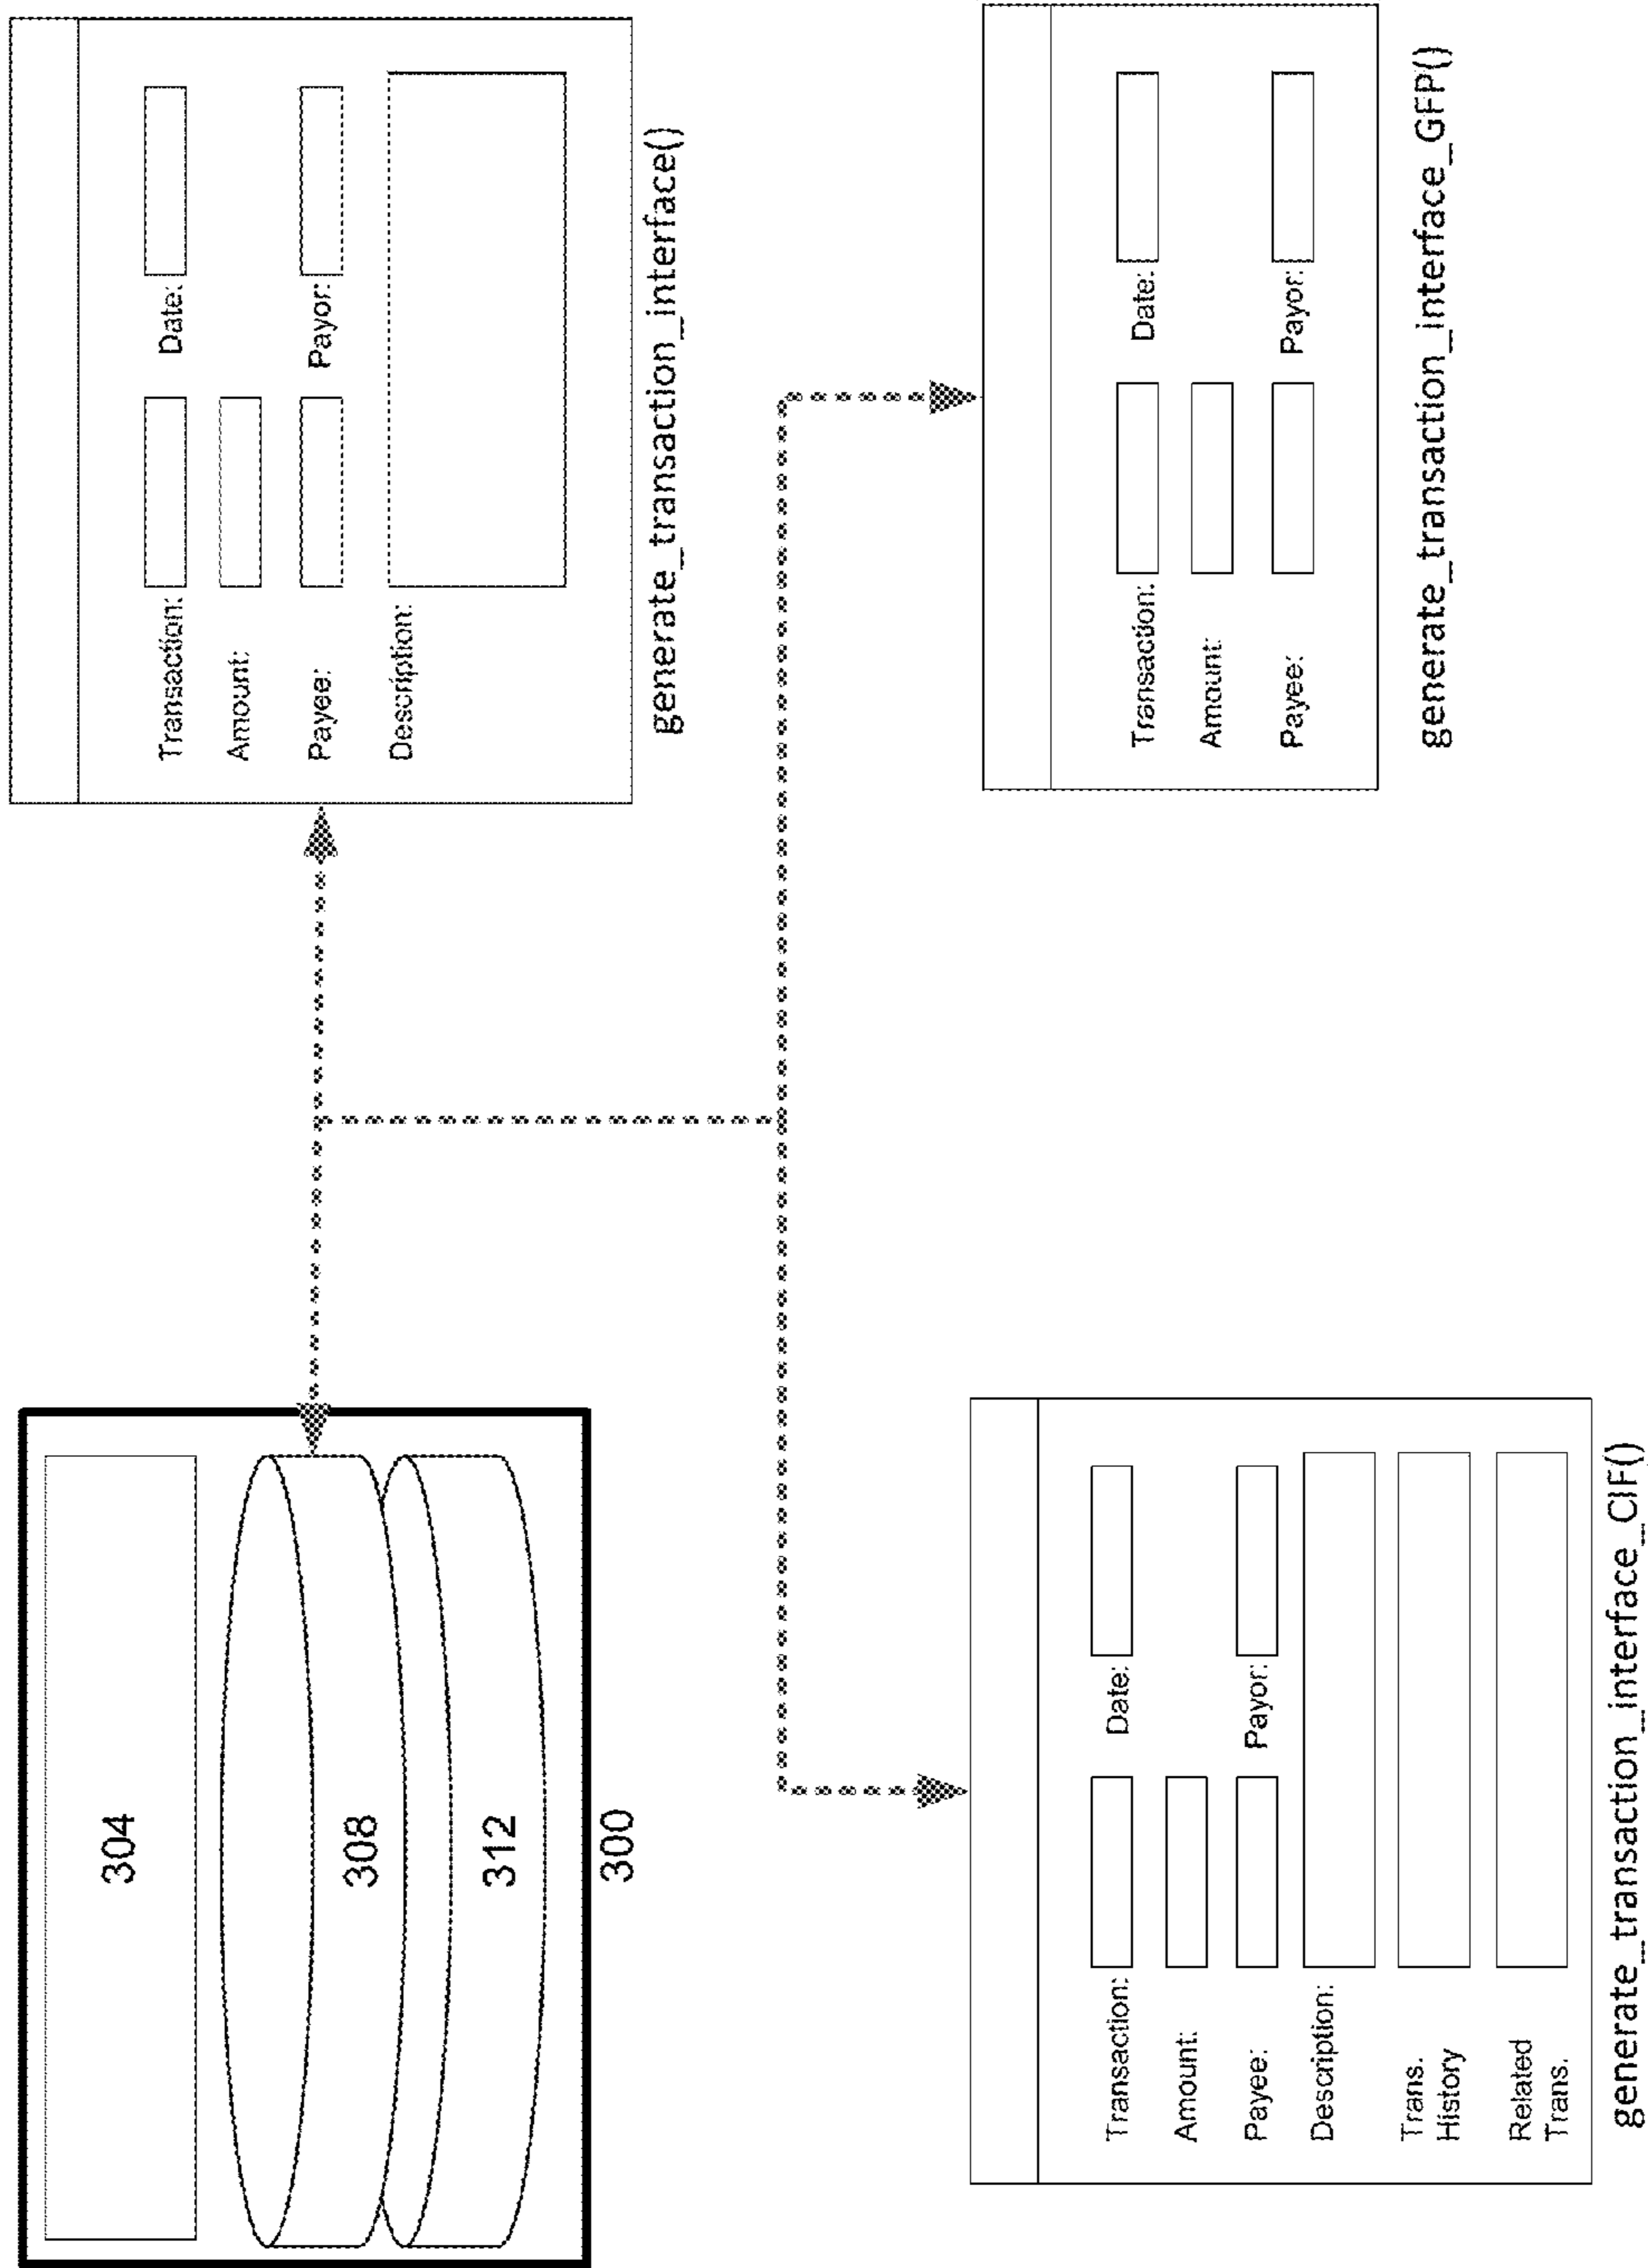 304
308
312
300
Transaction: Date:
Amount:
Payee: Payor:
Description:
generate_transaction_interface()
Transaction: Date:
Amount:
Payee: Payor:
Description:
Trans.
History
Related
Trans.
generate_transaction_interface_CIF()
Transaction: Date:
Amount:
Payee: Payor:
generate_transaction_interface_GFP()